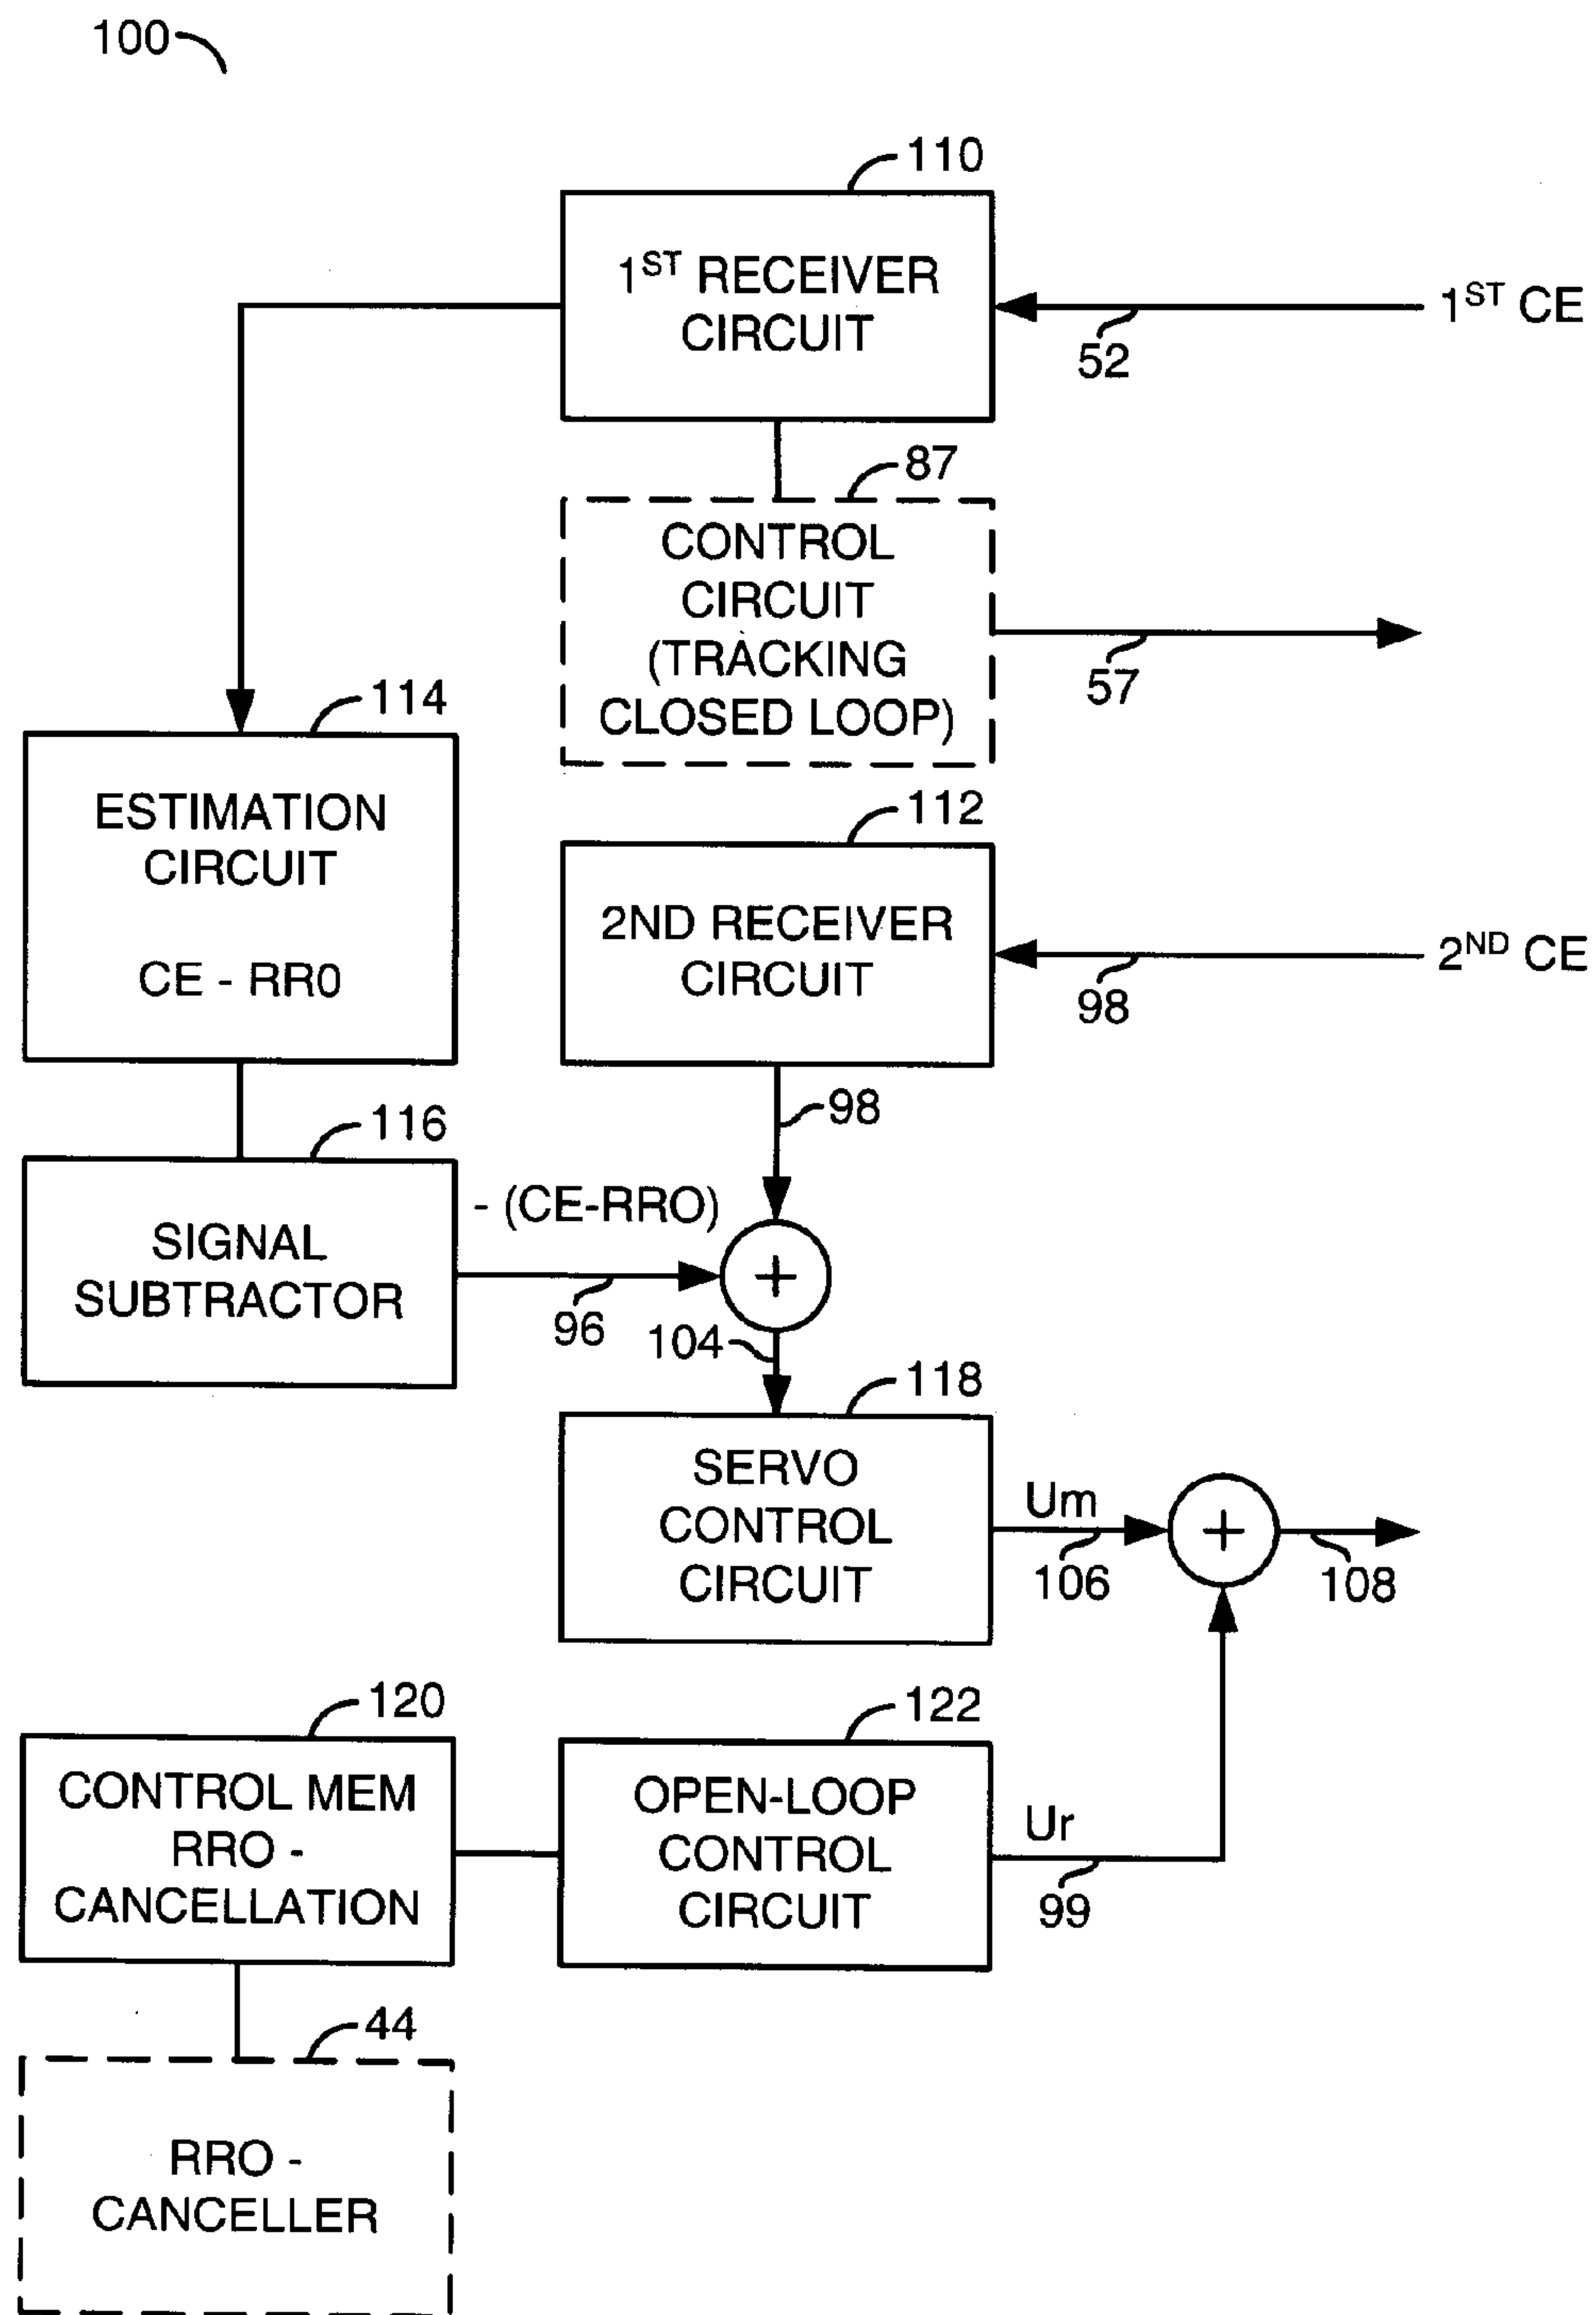 100
110
1ST RECEIVER
CIRCUIT
1ST CE
52
87
CONTROL
CIRCUIT
(TRACKING
CLOSED LOOP)
57
114
ESTIMATION
CIRCUIT
CE - RR0
112
2ND RECEIVER
CIRCUIT
2ND CE
98
98
116
SIGNAL
SUBTRACTOR
- (CE-RRO)
+
96
104
118
SERVO
CONTROL
CIRCUIT
Um
106
+
108
120
CONTROL MEM
RRO -
CANCELLATION
122
OPEN-LOOP
CONTROL
CIRCUIT
Ur
99
44
RRO -
CANCELLER